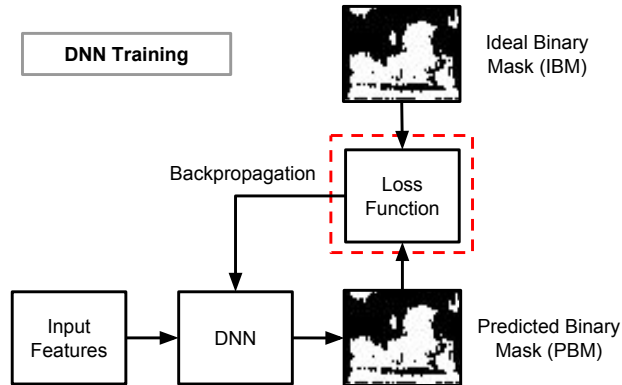 DNN Training
Ideal Binary
Mask (IBM)
Backpropagation
Loss
Function
Input
Features
DNN
Predicted Binary
Mask (PBM)